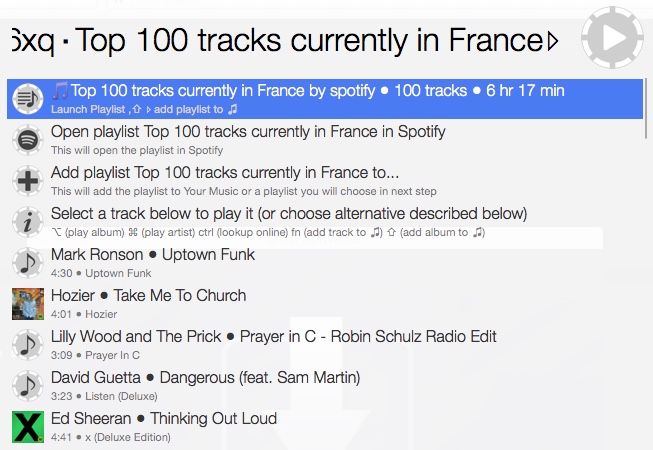 6xq · Top 100 tracks currently in France▷
🎵Top 100 tracks currently in France by spotify ● 100 tracks ● 6 hr 17 min
Launch Playlist ,⇧ ▹ add playlist to ♫
Open playlist Top 100 tracks currently in France in Spotify
This will open the playlist in Spotify
Add playlist Top 100 tracks currently in France to...
This will add the playlist to Your Music or a playlist you will choose in next step
Select a track below to play it (or choose alternative described below)
⌥ (play album) ⌘ (play artist) ctrl (lookup online) fn (add track to ♫) ⇧ (add album to ♫)
Mark Ronson ● Uptown Funk
4:30 ● Uptown Funk
Hozier ● Take Me To Church
4:01 ● Hozier
Lilly Wood and The Prick ● Prayer in C - Robin Schulz Radio Edit
3:09 ● Prayer In C
David Guetta ● Dangerous (feat. Sam Martin)
3:23 ● Listen (Deluxe)
Ed Sheeran ● Thinking Out Loud
4:41 ● x (Deluxe Edition)